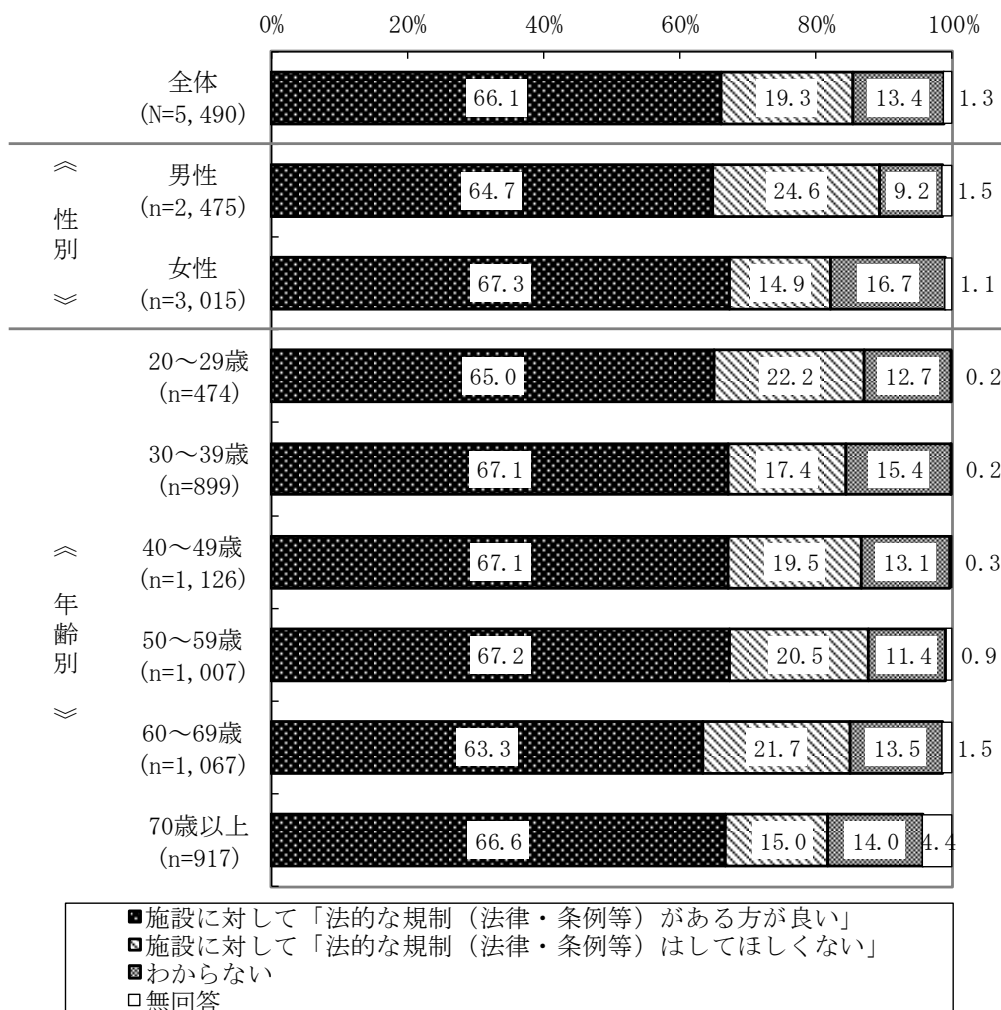 0% 20% 40% 60% 80% 100%
全体
(N=5,490)
66.1 19.3 13.4 1.3
《性別》
男性
(n=2,475)
64.7 24.6 9.2 1.5
女性
(n=3,015)
67.3 14.9 16.7 1.1
《年齢別》
20～29歳
(n=474)
65.0 22.2 12.7 0.2
30～39歳
(n=899)
67.1 17.4 15.4 0.2
40～49歳
(n=1,126)
67.1 19.5 13.1 0.3
50～59歳
(n=1,007)
67.2 20.5 11.4 0.9
60～69歳
(n=1,067)
63.3 21.7 13.5 1.5
70歳以上
(n=917)
66.6 15.0 14.0 4.4
施設に対して「法的な規制（法律・条例等）がある方が良い」
施設に対して「法的な規制（法律・条例等）はしてほしくない」
わからない
無回答